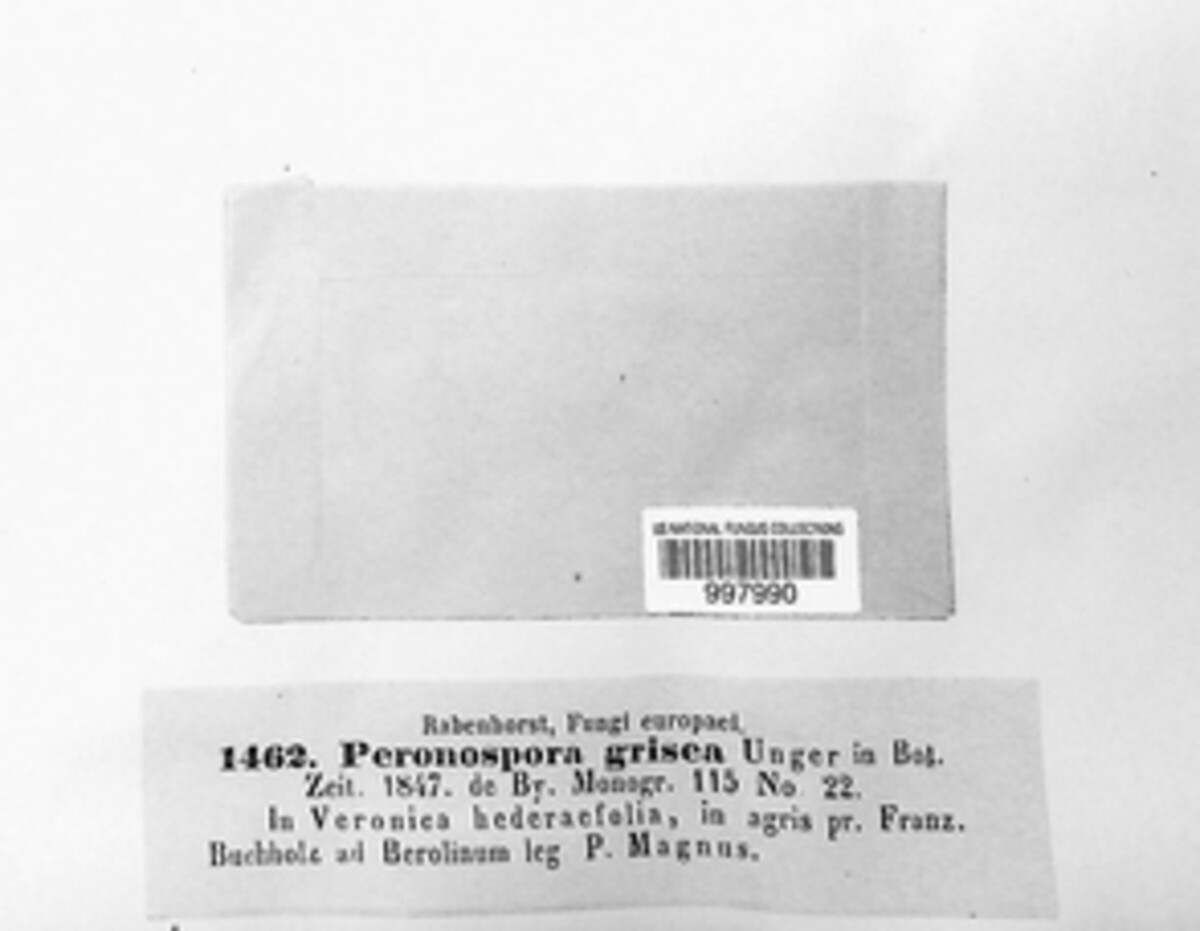 US NATIONAL FUNGUS COLLECTIONS
997990
Rabenhorst, Fungi europaei.
1462. Peronospora grisea Unger in Bot.
Zeit. 1847. de By. Monogr. 115 No 22.
In Veronica hederaefolia, in agris pr. Franz.
Buchholz ad Berolinum leg P. Magnus.